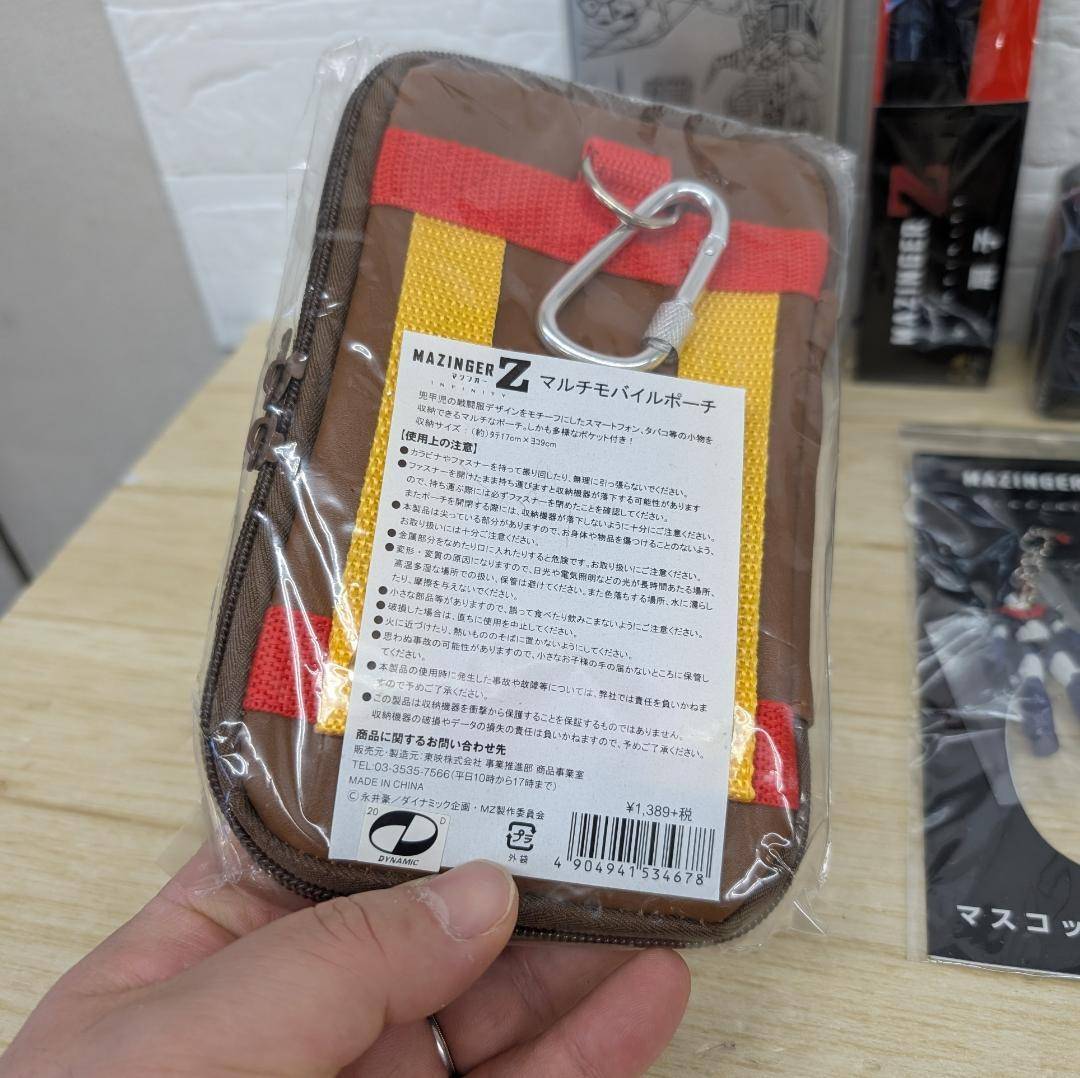 MAZINGER Z
マジンガー
INFINITY
マルチモバイルポーチ
兜甲児の戦闘服デザインをモチーフにしたスマートフォン、タバコ等の小物を
収納できるマルチなポーチ。しかも多様なポケット付き!
収納サイズ:(約)タテ17cm×ヨコ9cm
【使用上の注意】
●カラビナやファスナーを持って振り回したり、無理に引っ張らないでください。
●ファスナーを開けたまま持ち運びますと収納機器が落下する可能性があります
ので、持ち運ぶ際には必ずファスナーを閉めたことを確認してください。
またポーチを開閉する際には、収納機器が落下しないように十分にご注意ください。
●本製品は尖っている部分がありますので、お身体や物品を傷つけることのないよう、
お取り扱いには十分ご注意ください。
●金属部分をなめたり口に入れたりすると危険です。お取り扱いにご注意ください。
●変形・変質の原因になりますので、日光や電気照明などの光が長時間あたる場所、
高温多湿な場所での扱い、保管は避けてください。また色落ちする場所、水に濡らし
たり、摩擦を与えないでください。
●小さな部品等がありますので、誤って食べたり飲みこまないようにご注意ください。
●破損した場合は、直ちに使用を中止してください。
●火に近づけたり、熱いもののそばに置かないようにしてください。
●思わぬ事故の可能性がありますので、小さなお子様の手の届かないところに保管し
てください。
●本製品の使用時に発生した事故や故障等については、弊社では責任を負いかねま
すので予めご了承ください。
●この製品は収納機器を衝撃から保護することを保証するものではありません。
収納機器の破損やデータの損失の責任は負いかねますので、予めご了承ください。
商品に関するお問い合わせ先
販売元・製造元:東映株式会社 事業推進部 商品事業室
TEL:03-3535-7566(平日10時から17時まで)
MADE IN CHINA
©永井豪/ダイナミック企画・MZ製作委員会
20 D
DYNAMIC
プラ
外袋
¥1,389+税
4 904941 534678
MAZINGER Z
MAZINGER
マスコッ